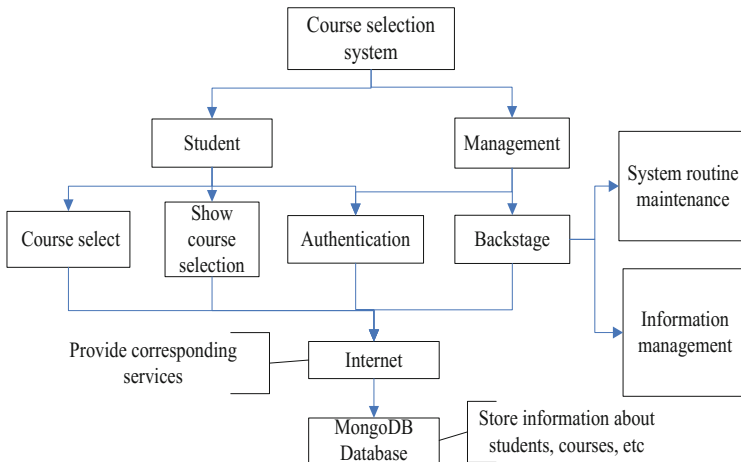 Course selection
system
Student
Management
System routine
maintenance
Course select
Show
course
selection
Authentication
Backstage
Information
management
Provide corresponding
services
Internet
MongoDB
Database
Store information about
students, courses, etc